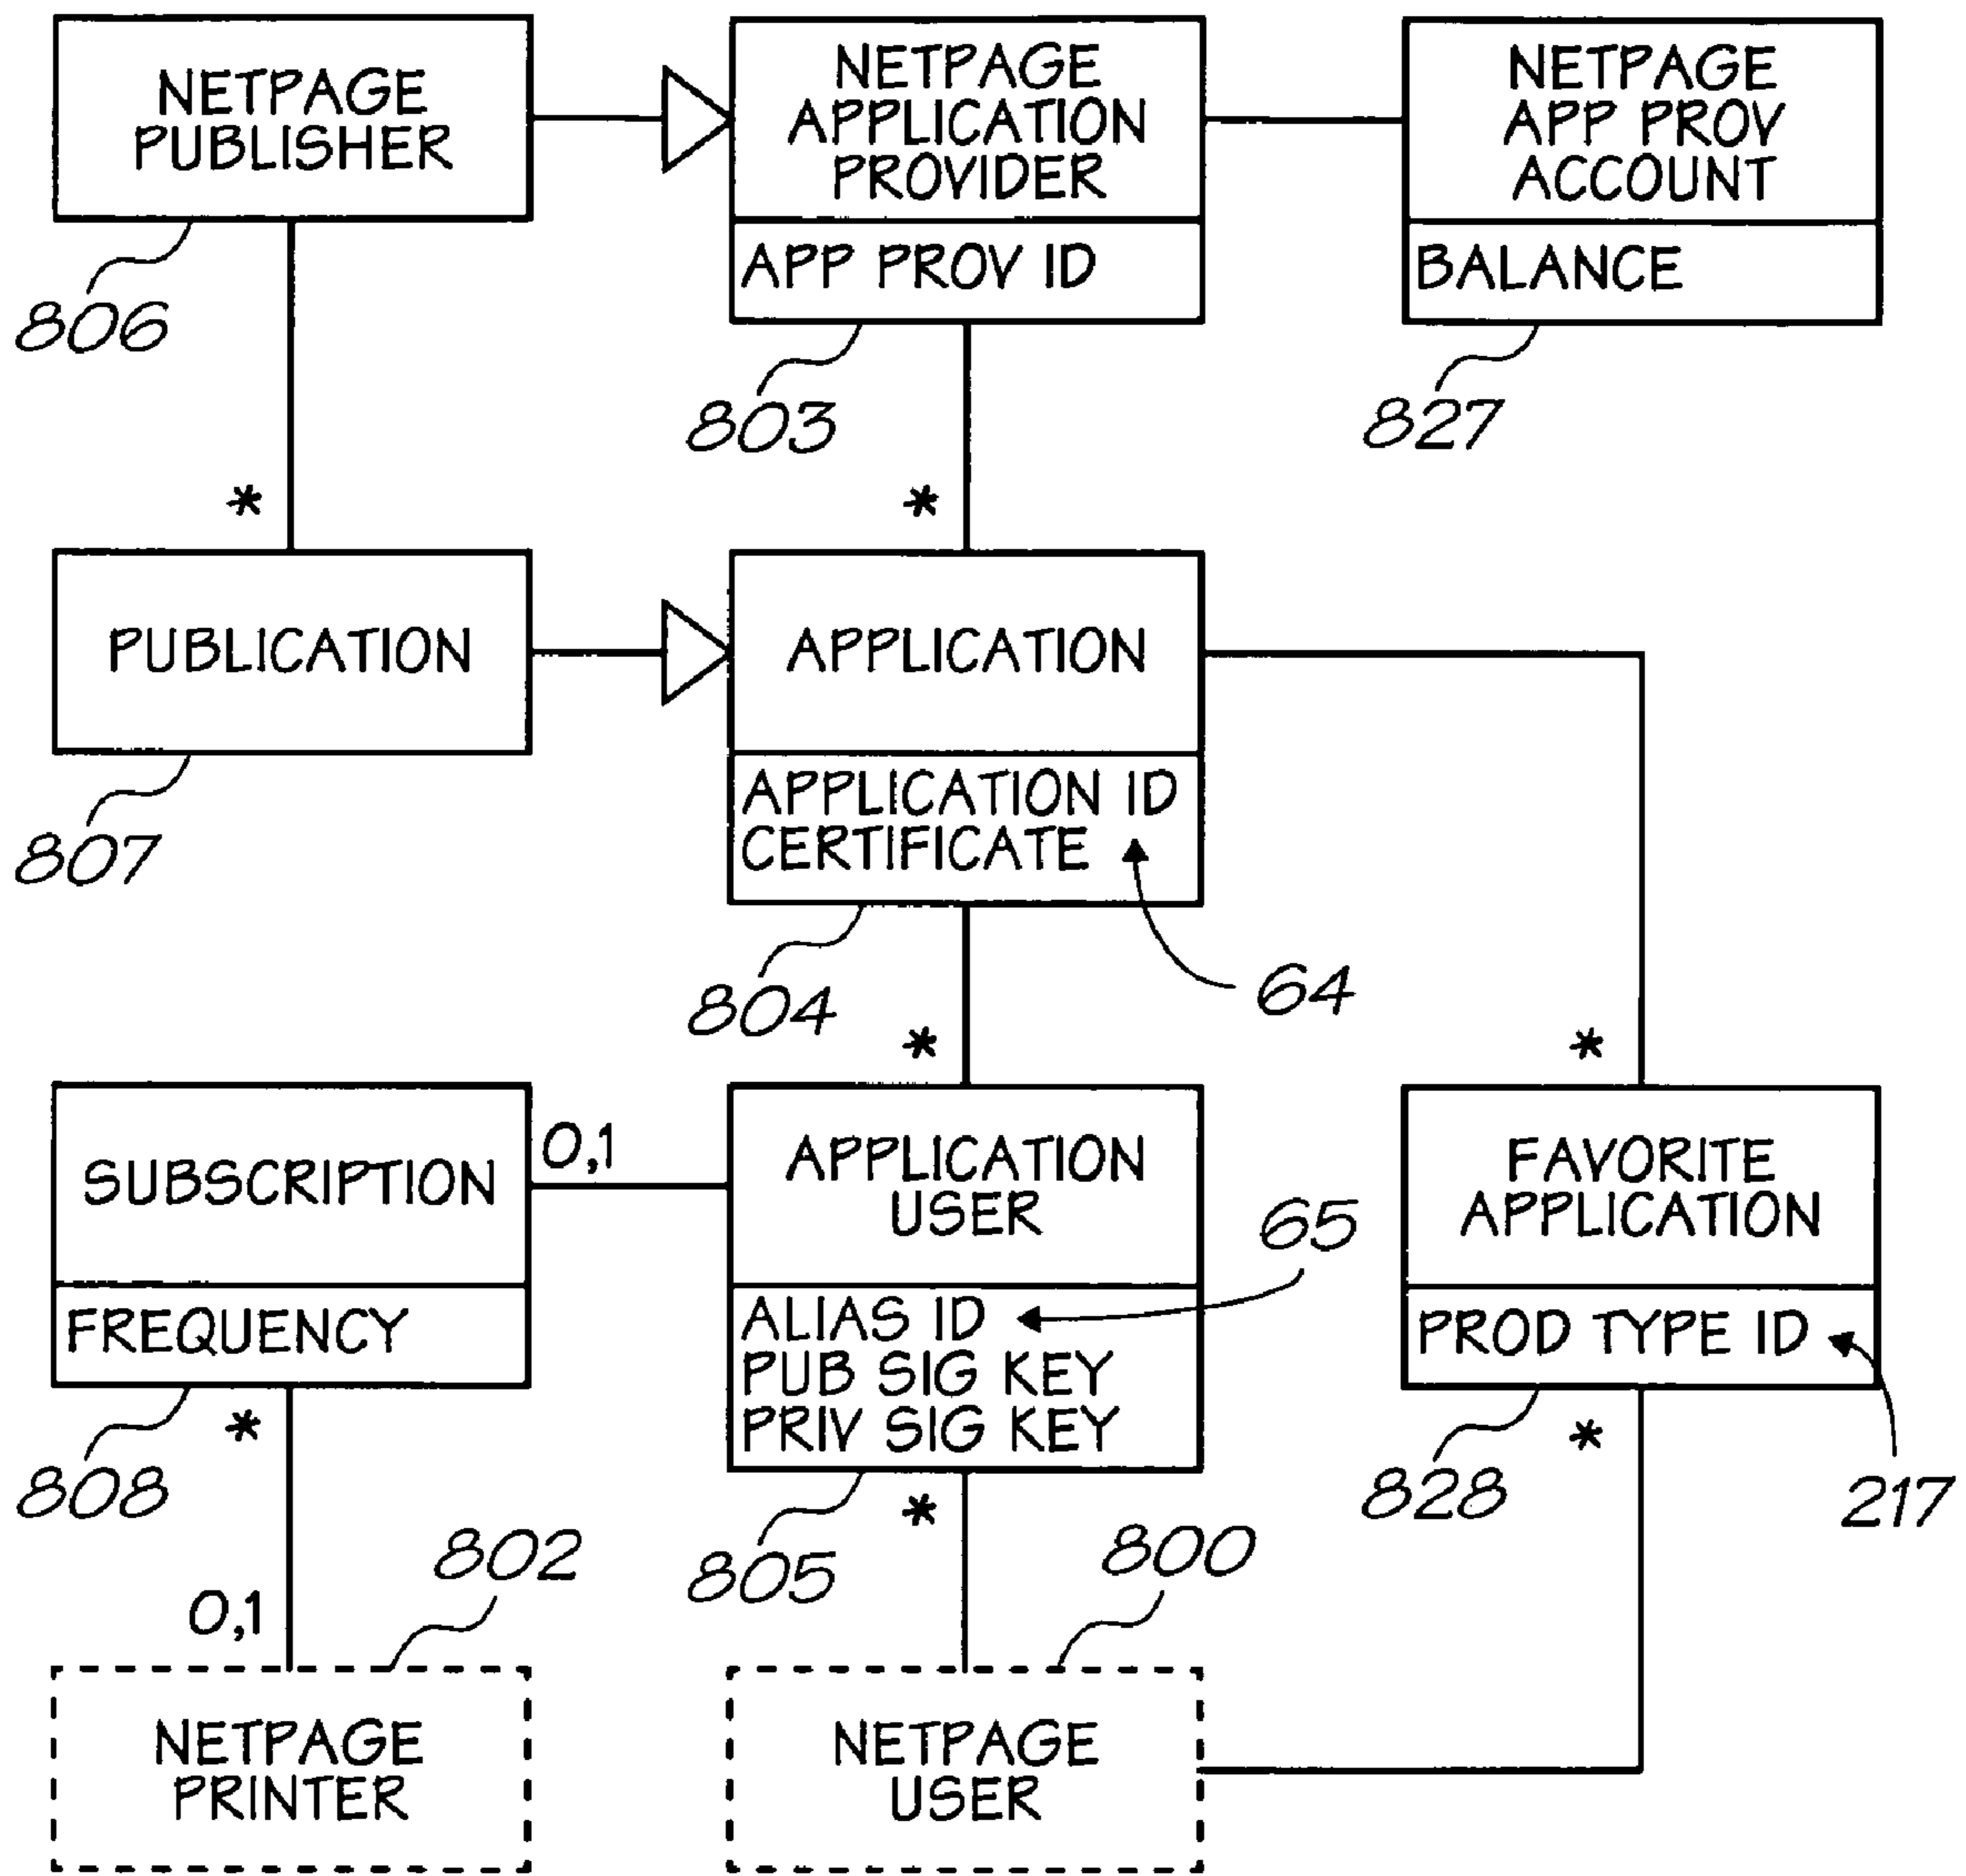 NETPAGE
PUBLISHER
NETPAGE
APPLICATION
PROVIDER
APP PROV ID
NETPAGE
APP PROV
ACCOUNT
BALANCE
806
803
827
*
*
PUBLICATION
APPLICATION
APPLICATION ID
CERTIFICATE
807
804
64
*
*
SUBSCRIPTION
FREQUENCY
0,1
APPLICATION
USER
ALIAS ID
PUB SIG KEY
PRIV SIG KEY
65
FAVORITE
APPLICATION
PROD TYPE ID
808
*
805
*
828
*
217
802
800
0,1
NETPAGE
PRINTER
NETPAGE
USER